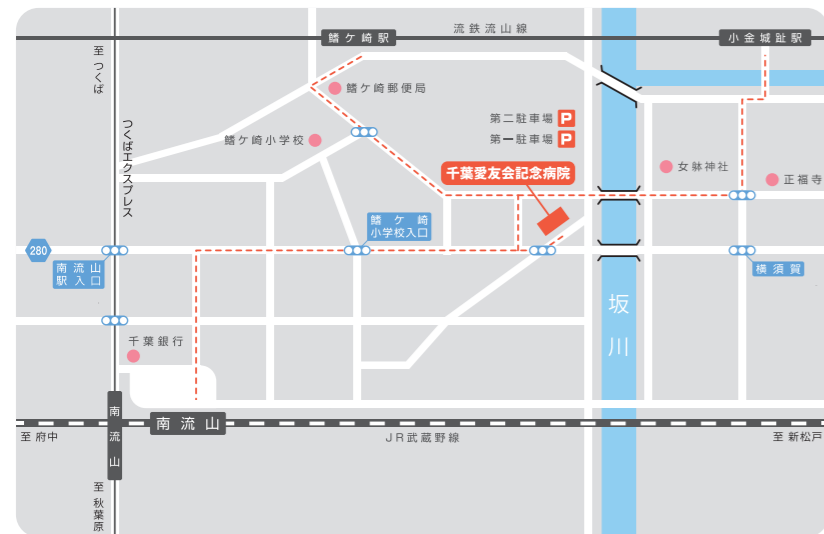 流鉄流山線
鰭ケ崎駅
小金城趾駅
至 つくば
鰭ケ崎郵便局
つくばエクスプレス
第二駐車場 P
第一駐車場 P
鰭ケ崎小学校
千葉愛友会記念病院
女躰神社
正福寺
鰭ケ崎
小学校入口
280
南流山
駅入口
横須賀
坂川
千葉銀行
南流山
南流山
至 府中
JR武蔵野線
至 新松戸
至 秋葉原